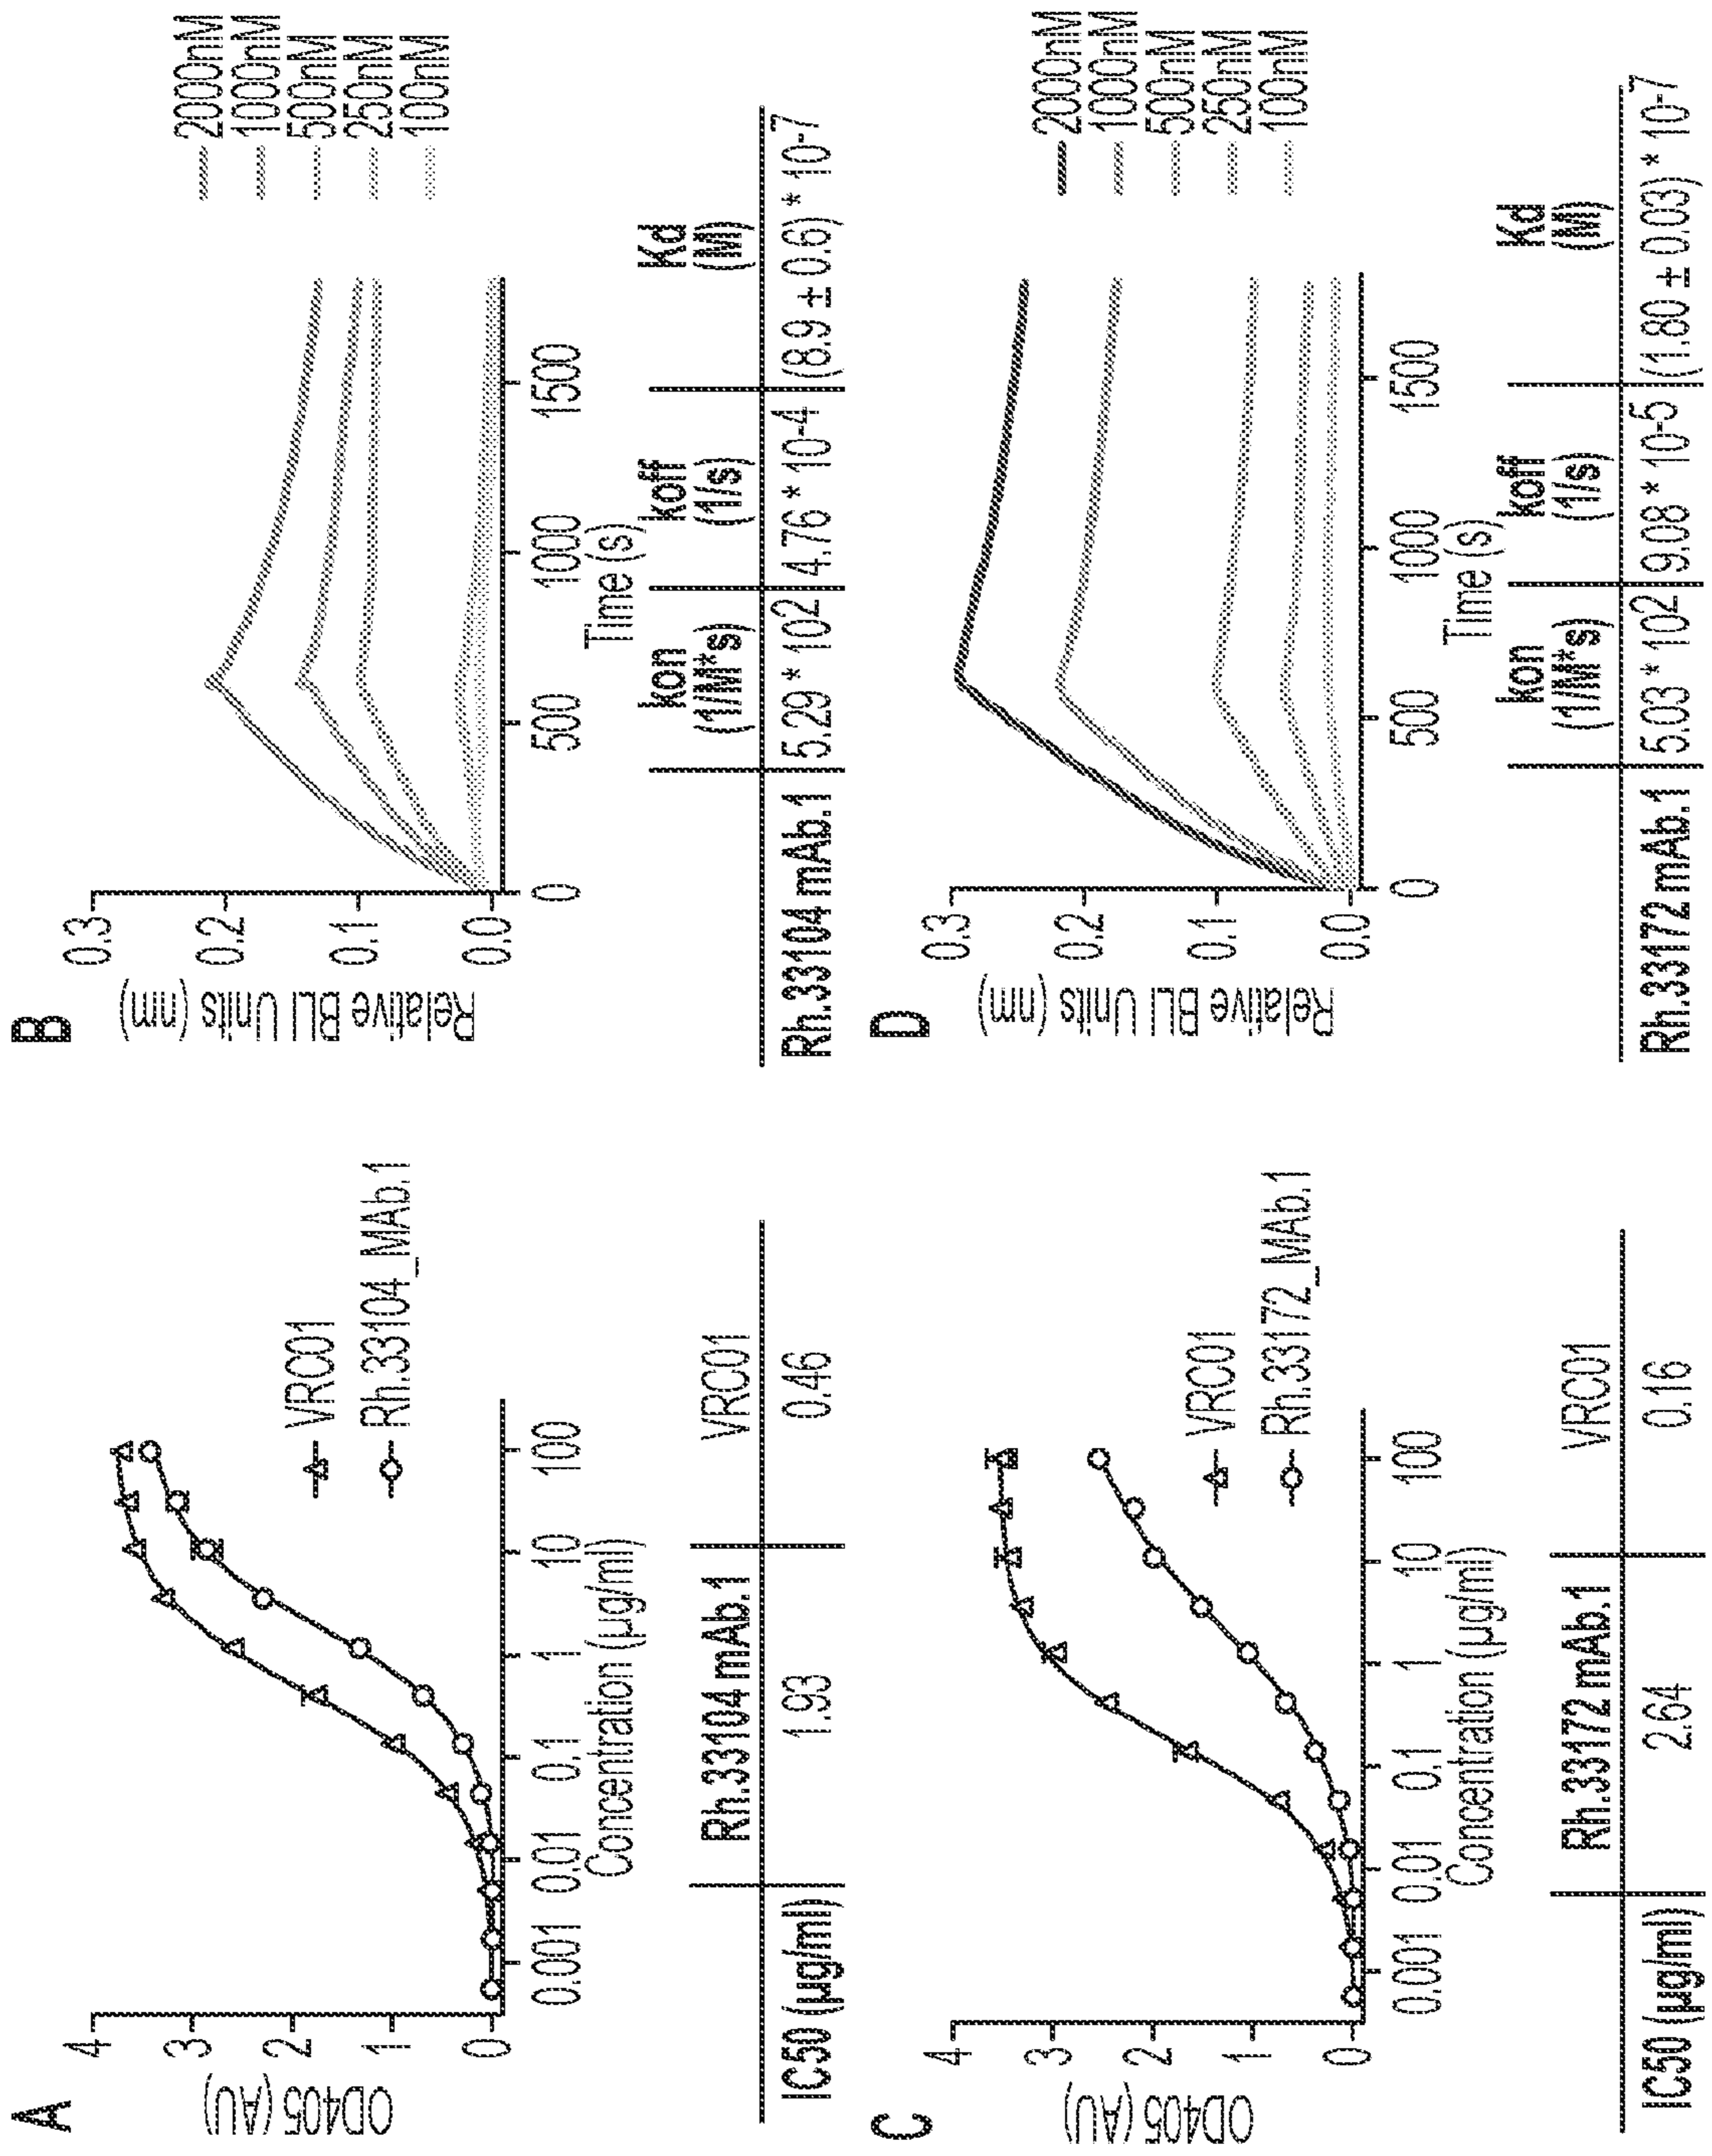 A
OD405 (AU)
4
3
2
1
0
0.001 0.01 0.1 1 10 100
Concentration (µg/ml)
VRC01
Rh.33104_MAb.1
Rh.33104 mAb.1 VRC01
IC50 (µg/ml) 1.93 0.46
B
Relative BLI Units (nm)
0.3
0.2
0.1
0.0
0 500 1000 1500
Time (s)
2000nM
1000nM
500nM
250nM
100nM
kon koff Kd
(1/M*s) (1/s) (M)
Rh.33104 mAb.1 5.29 * 102 4.76 * 10-4 (8.9 ± 0.6) * 10-7
C
OD405 (AU)
4
3
2
1
0
0.001 0.01 0.1 1 10 100
Concentration (µg/ml)
VRC01
Rh.33172_MAb.1
Rh.33172 mAb.1 VRC01
IC50 (µg/ml) 2.64 0.16
D
Relative BLI Units (nm)
0.3
0.2
0.1
0.0
0 500 1000 1500
Time (s)
2000nM
1000nM
500nM
250nM
100nM
kon koff Kd
(1/M*s) (1/s) (M)
Rh.33172 mAb.1 5.03 * 102 9.08 * 10-5 (1.80 ± 0.03) * 10-7